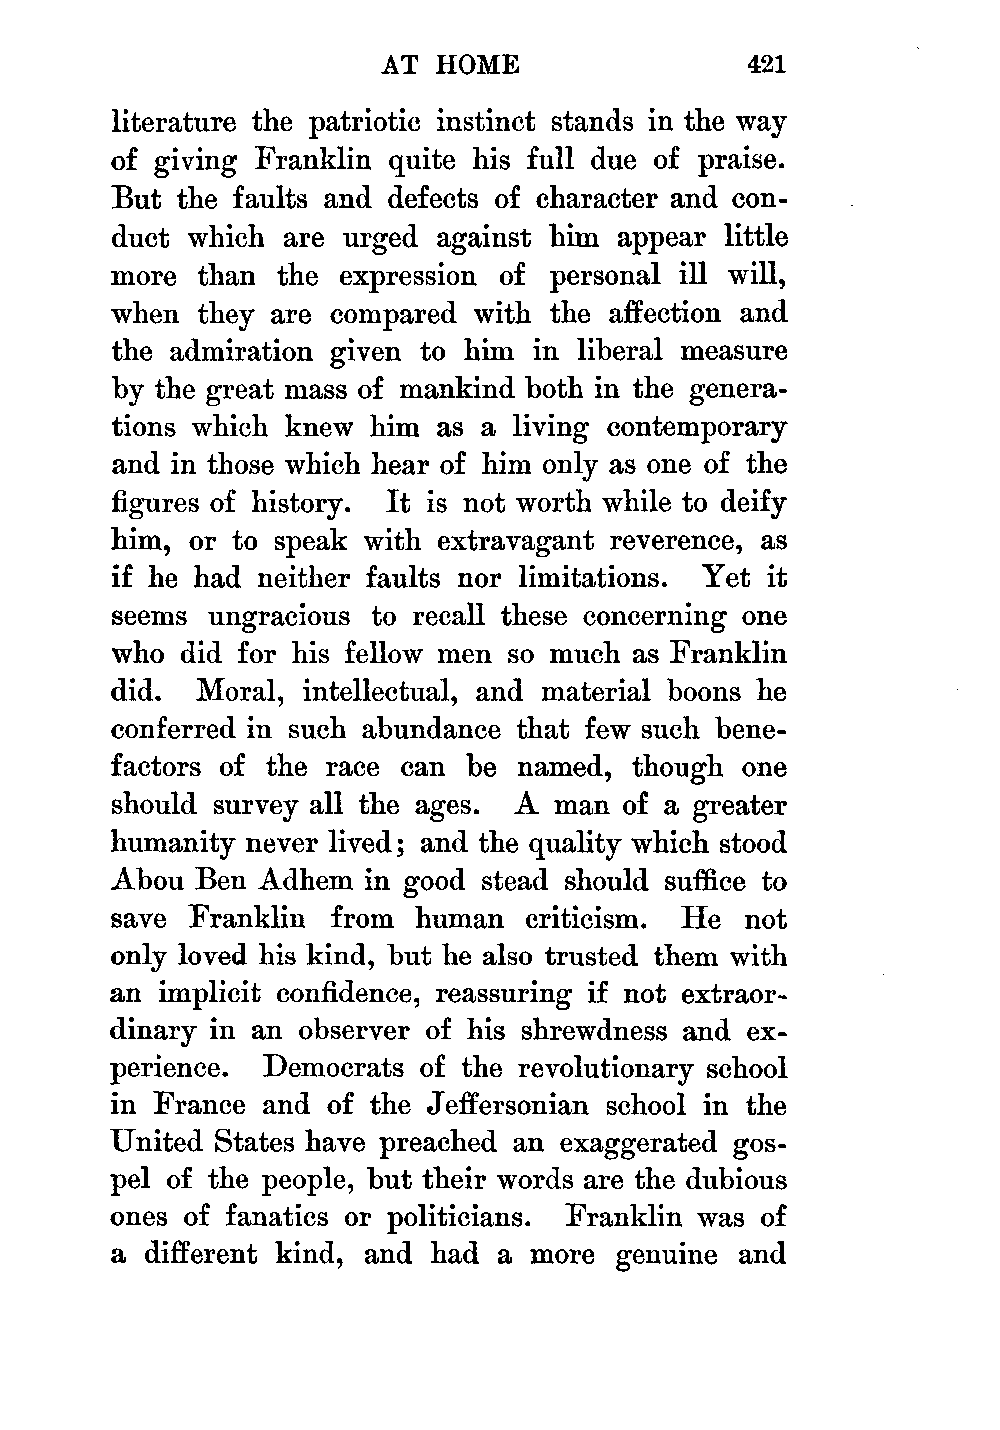 AT HOME 421
literature the patriotic instinct stands in the way
of giving Franklin quite his full due of praise.
But the faults and defects of character and con-
duct which are urged against him appear little
more than the expression of personal ill will,
when they are compared with the affection and
the admiration given to him in liberal measure
by the great mass of mankind both in the genera-
tions which knew him as a living contemporary
and in those which hear of him only as one of the
figures of history. It is not worth while to deify
him, or to speak with extravagant reverence, as
if he had neither faults nor limitations. Yet it
seems ungracious to recall these concerning one
who did for his fellow men so much as Franklin
did. Moral, intellectual, and material boons he
conferred in such abundance that few such bene-
factors of the race can be named, though one
should survey all the ages. A man of a greater
humanity never lived; and the quality which stood
Abou Ben Adhem in good stead should suffice to
save Franklin from human criticism. He not
only loved his kind, but he also trusted them with
an implicit confidence, reassuring if not extraor-
dinary in an observer of his shrewdness and ex-
perience. Democrats of the revolutionary school
in France and of the Jeffersonian school in the
United States have preached an exaggerated gos-
pel of the people, but their words are the dubious
ones of fanatics or politicians. Franklin was of
a different kind, and had a more genuine and